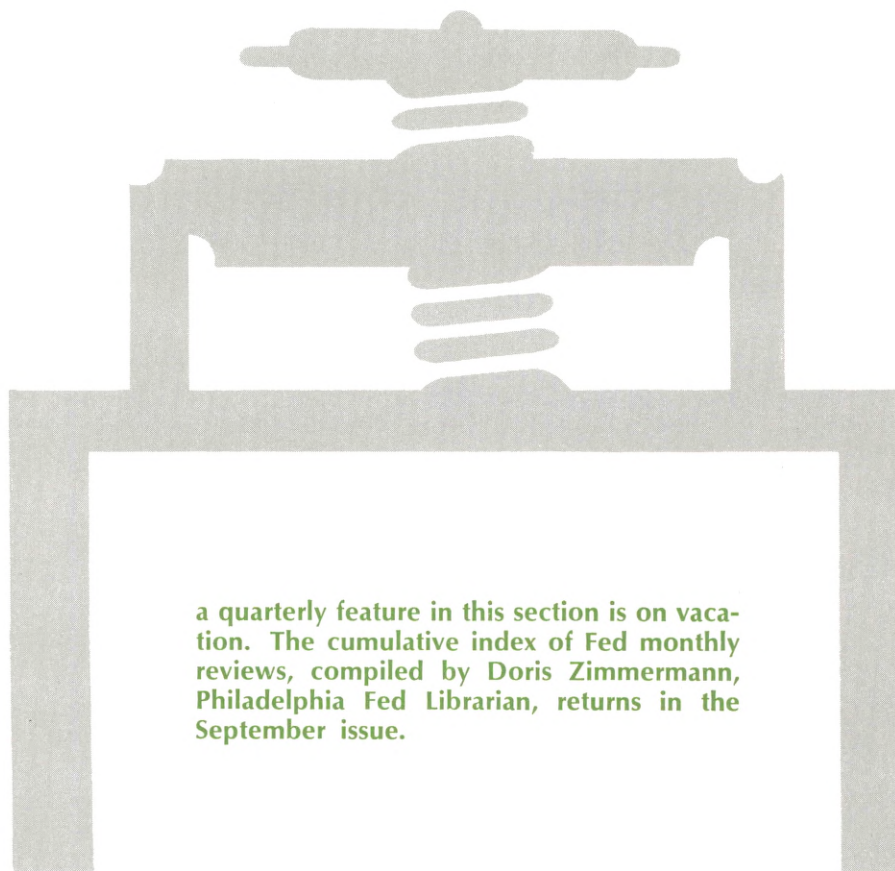 a quarterly feature in this section is on vaca-
tion. The cumulative index of Fed monthly
reviews, compiled by Doris Zimmermann,
Philadelphia Fed Librarian, returns in the
September issue.